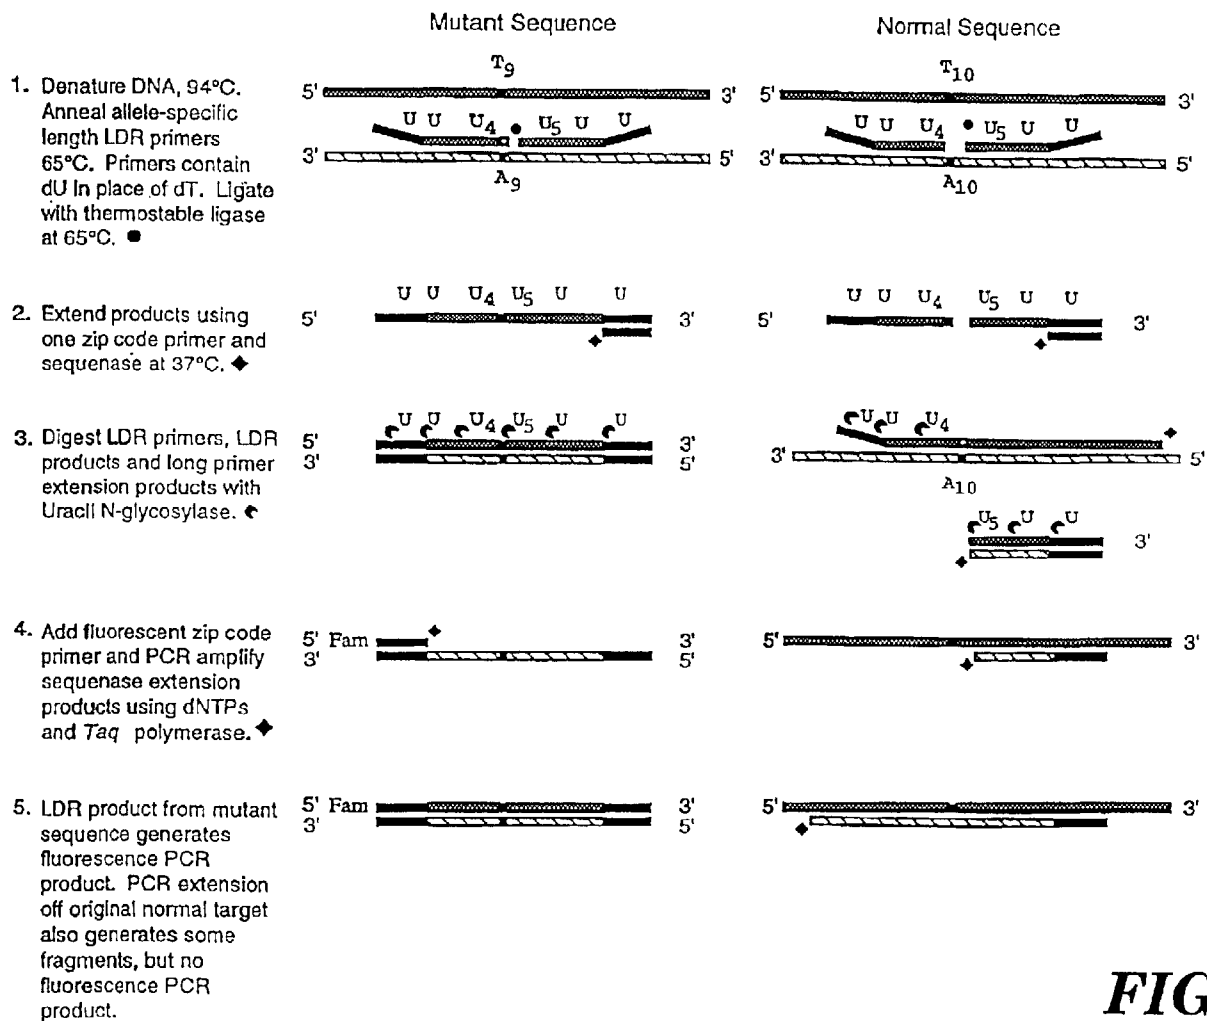 Mutant Sequence
Normal Sequence
1. Denature DNA, 94°C.
Anneal allele-specific
length LDR primers
65°C. Primers contain
dU In place of dT. Ligate
with thermostable ligase
at 65°C. ●
T9
5' 3'
U U U4 ● U5 U U
3' 5'
A9
T10
5' 3'
U U U4 ● U5 U U
3' 5'
A10
2. Extend products using
one zip code primer and
sequenase at 37°C. ✦
U U U4 U5 U U
5' 3'
U U U4 U5 U U
5' 3'
3. Digest LDR primers, LDR
products and long primer
extension products with
Uracil N-glycosylase.
U U U4 U5 U U
5' 3'
3' 5'
U U U4
3' 5'
A10
U5 U U
3'
4. Add fluorescent zip code
primer and PCR amplify
sequenase extension
products using dNTPs
and Taq polymerase. ✦
5' Fam 3'
3' 5'
5' 3'
5. LDR product from mutant
sequence generates
fluorescence PCR
product. PCR extension
off original normal target
also generates some
fragments, but no
fluorescence PCR
product.
5' Fam 3'
3' 5'
5' 3'
FIG